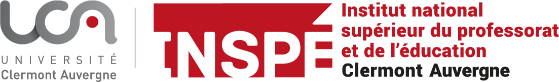 UCA
UNIVERSITÉ
Clermont Auvergne
INSPÉ
Institut national
supérieur du professorat
et de l'éducation
Clermont Auvergne